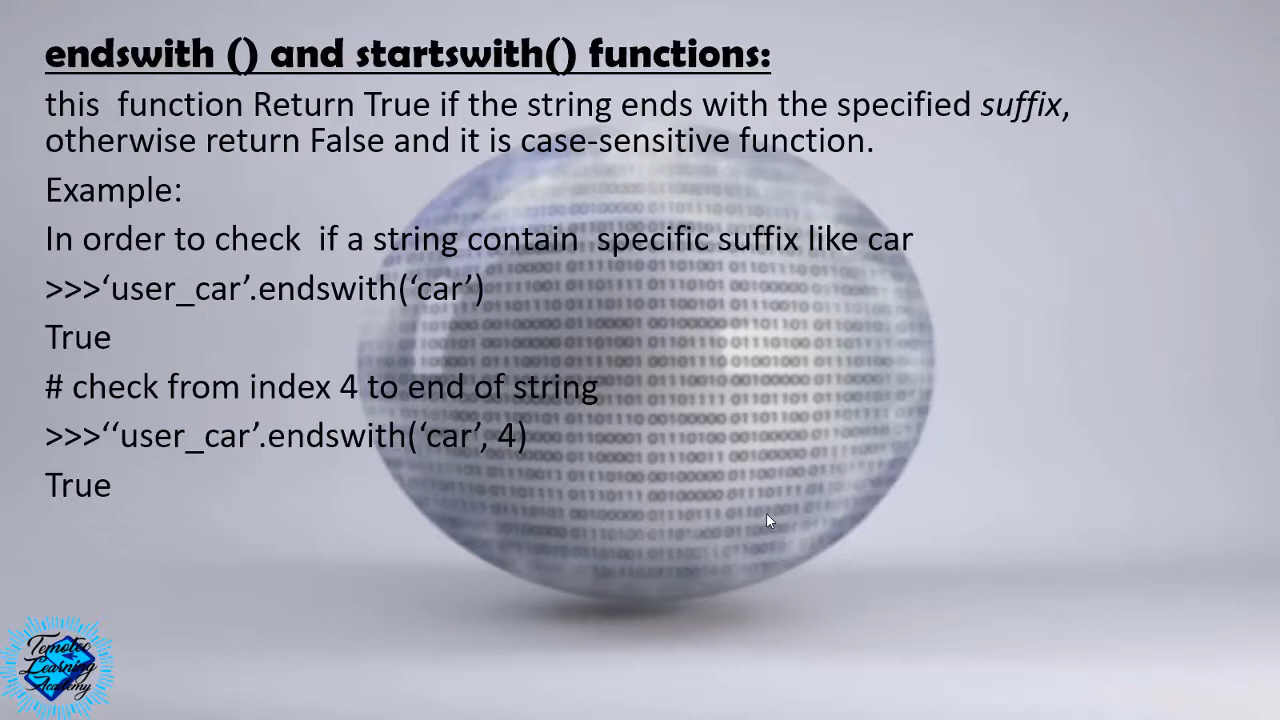 endswith () and startswith() functions:
this  function Return True if the string ends with the specified suffix,
otherwise return False and it is case-sensitive function.
Example:
In order to check  if a string contain  specific suffix like car
>>>‘user_car’.endswith(‘car’)
True
# check from index 4 to end of string
>>>‘‘user_car’.endswith(‘car’, 4)
True
Temotec
Learning
Academy